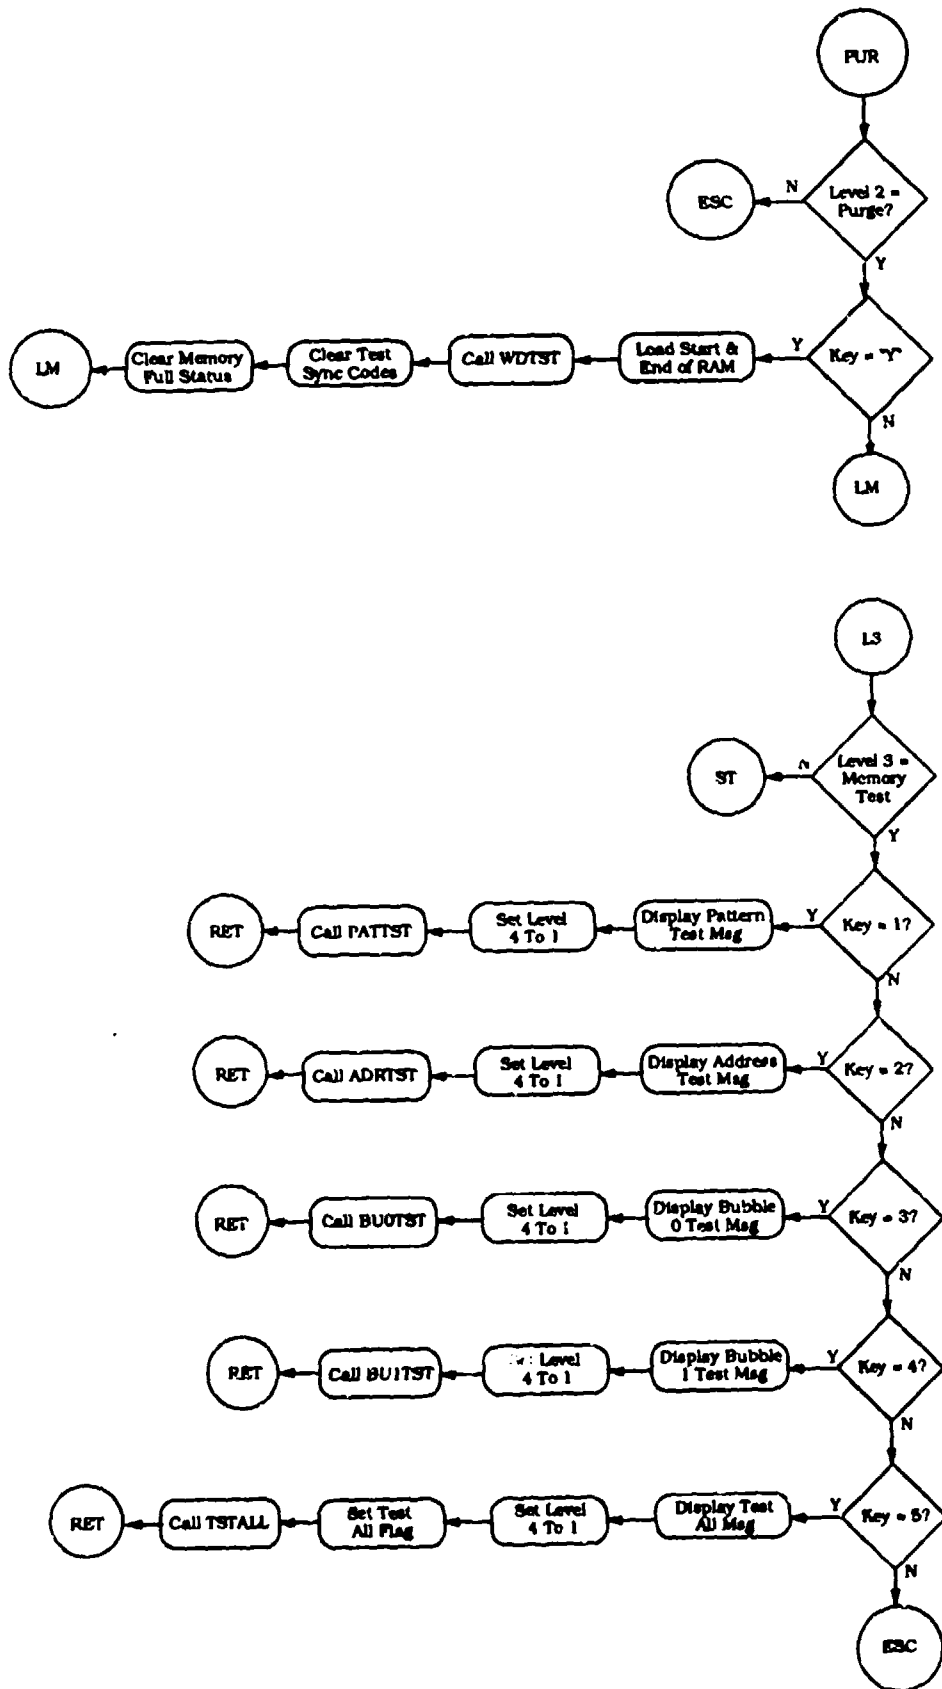 PUR
Level 2 =
Purge?
N
ESC
Y
Key = "Y"
Y
Load Start &
End of RAM
Call WDTST
Clear Test
Sync Codes
Clear Memory
Full Status
LM
N
LM
L3
Level 3 =
Memory
Test
N
ST
Y
Key = 1?
Y
Display Pattern
Test Msg
Set Level
4 To 1
Call PATTST
RET
N
Key = 2?
Y
Display Address
Test Msg
Set Level
4 To 1
Call ADRTST
RET
N
Key = 3?
Y
Display Bubble
0 Test Msg
Set Level
4 To 1
Call BU0TST
RET
N
Key = 4?
Y
Display Bubble
1 Test Msg
Level
4 To 1
Call BU1TST
RET
N
Key = 5?
Y
Display Test
All Msg
Set Level
4 To 1
Set Test
All Flag
Call TSTALL
RET
N
ESC